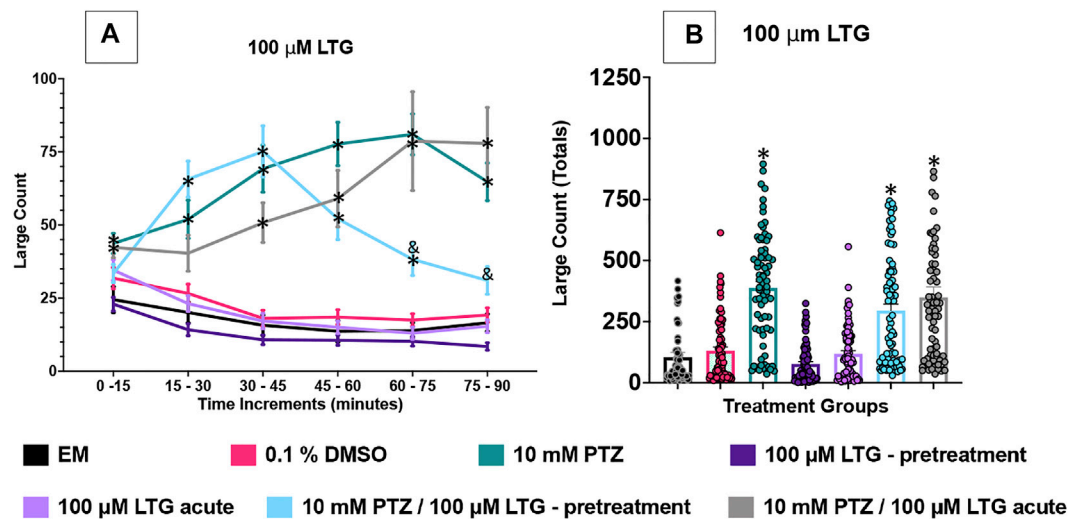 A
100 μM LTG
Large Count
100
75
50
25
0
* * * * * * * * * * * * * & * * &
0 -15 15 - 30 30 - 45 45 - 60 60 - 75 75 - 90
Time Increments (minutes)
B
100 μm LTG
Large Count (Totals)
1250
1000
750
500
250
0
* * *
Treatment Groups
EM 0.1 % DMSO 10 mM PTZ 100 μM LTG - pretreatment
100 μM LTG acute 10 mM PTZ / 100 μM LTG - pretreatment 10 mM PTZ / 100 μM LTG acute